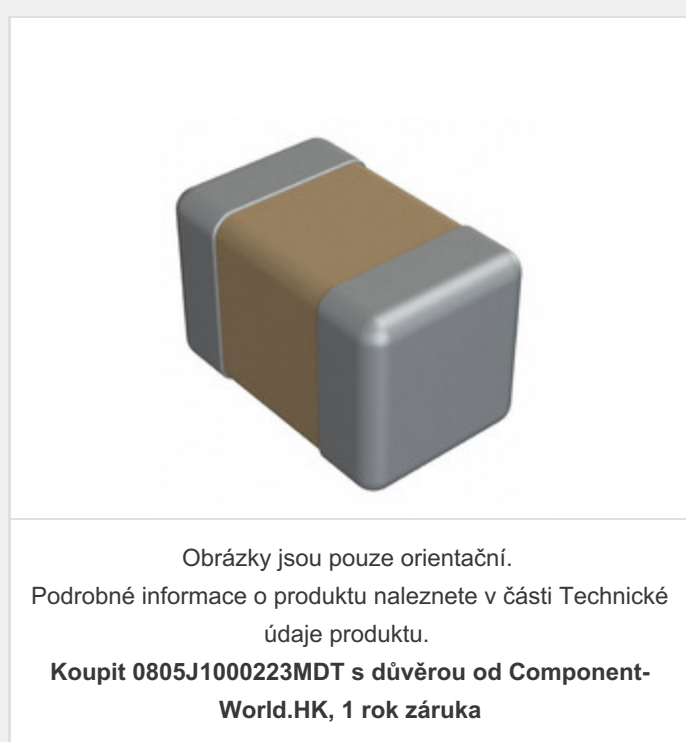 Obrázky jsou pouze orientační.
Podrobné informace o produktu naleznete v části Technické
údaje produktu.
Koupit 0805J1000223MDT s důvěrou od Component-
World.HK, 1 rok záruka